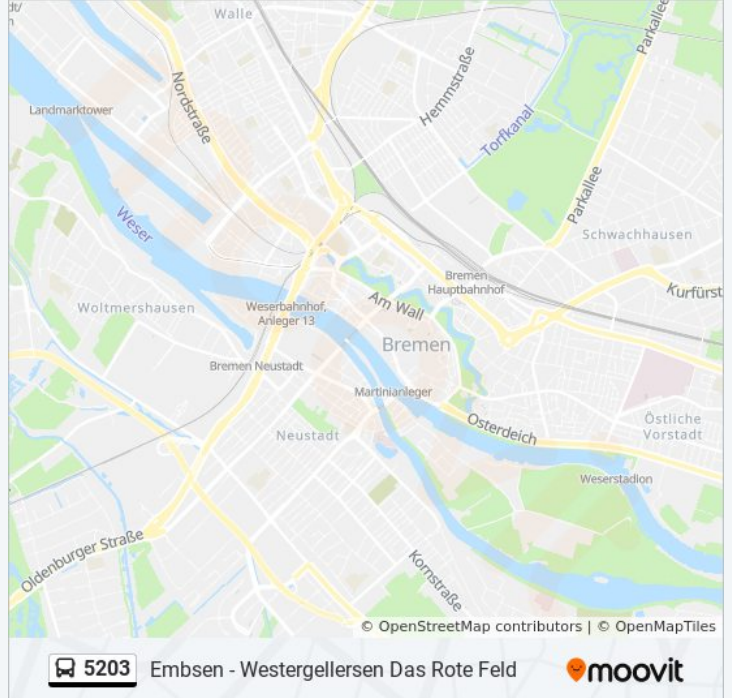 dt/
Walle
Parkallee
Nordstraße
Hemmstraße
Landmarktower
Torfkanal
Parkallee
Weser
Schwachhausen
Bremen
Hauptbahnhof
Kurfürst
Woltmershausen
Weserbahnhof,
Anleger 13
Am Wall
Bremen
Bremen Neustadt
Martinianleger
Neustadt
Osterdeich
Östliche
Vorstadt
Weserstadion
Oldenburger Straße
Kornstraße
© OpenStreetMap contributors | © OpenMapTiles
5203 Embsen - Westergellersen Das Rote Feld moovit